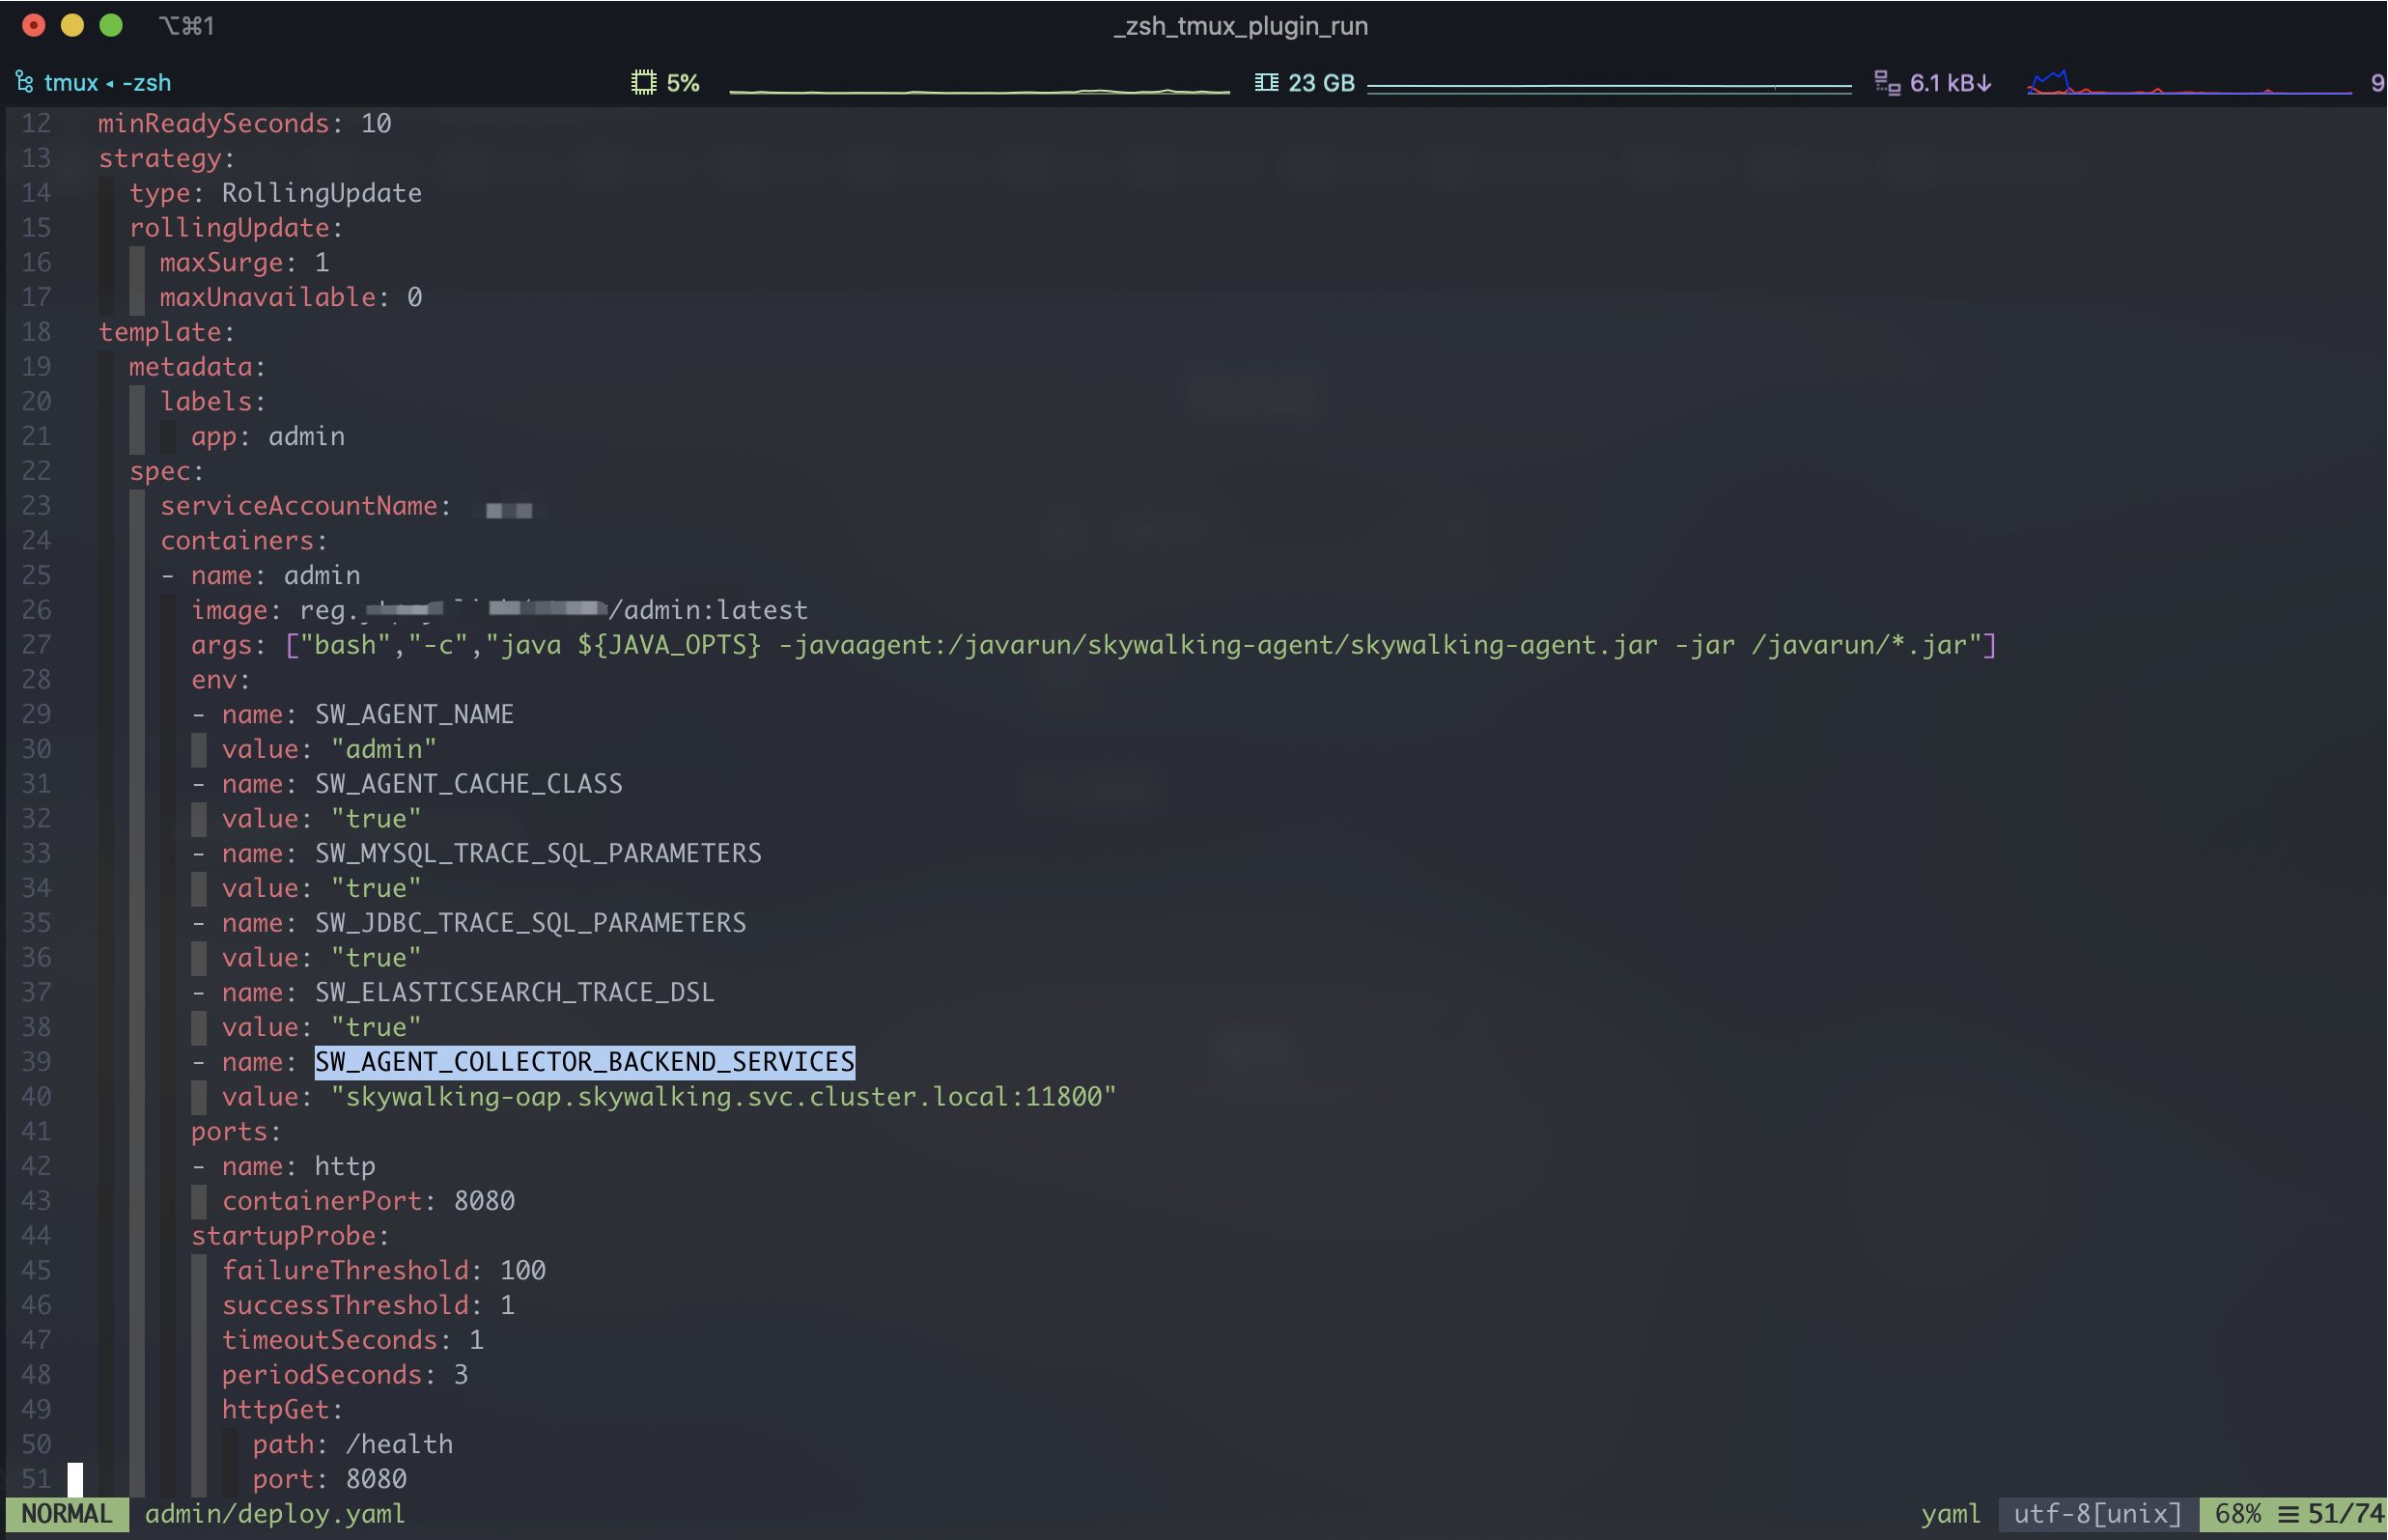 ⌥⌘1 _zsh_tmux_plugin_run
tmux ◂ -zsh 5% 23 GB 6.1 kB↓ 9
12 minReadySeconds: 10
13 strategy:
14 type: RollingUpdate
15 rollingUpdate:
16 maxSurge: 1
17 maxUnavailable: 0
18 template:
19 metadata:
20 labels:
21 app: admin
22 spec:
23 serviceAccountName:
24 containers:
25 - name: admin
26 image: reg. /admin:latest
27 args: ["bash","-c","java ${JAVA_OPTS} -javaagent:/javarun/skywalking-agent/skywalking-agent.jar -jar /javarun/*.jar"]
28 env:
29 - name: SW_AGENT_NAME
30 value: "admin"
31 - name: SW_AGENT_CACHE_CLASS
32 value: "true"
33 - name: SW_MYSQL_TRACE_SQL_PARAMETERS
34 value: "true"
35 - name: SW_JDBC_TRACE_SQL_PARAMETERS
36 value: "true"
37 - name: SW_ELASTICSEARCH_TRACE_DSL
38 value: "true"
39 - name: SW_AGENT_COLLECTOR_BACKEND_SERVICES
40 value: "skywalking-oap.skywalking.svc.cluster.local:11800"
41 ports:
42 - name: http
43 containerPort: 8080
44 startupProbe:
45 failureThreshold: 100
46 successThreshold: 1
47 timeoutSeconds: 1
48 periodSeconds: 3
49 httpGet:
50 path: /health
51 port: 8080
NORMAL admin/deploy.yaml yaml utf-8[unix] 68% ☰ 51/74